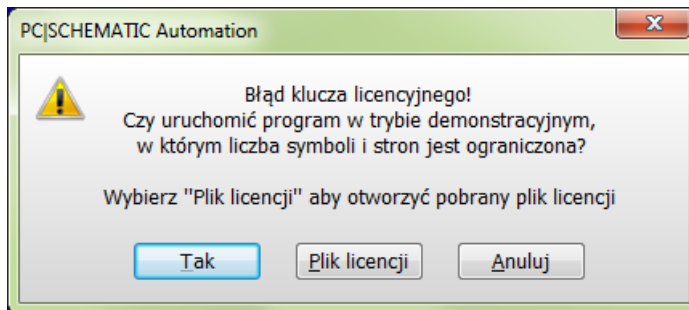 PC|SCHEMATIC Automation
Błąd klucza licencyjnego!
Czy uruchomić program w trybie demonstracyjnym,
w którym liczba symboli i stron jest ograniczona?
Wybierz "Plik licencji" aby otworzyć pobrany plik licencji
Tak
Plik licencji
Anuluj